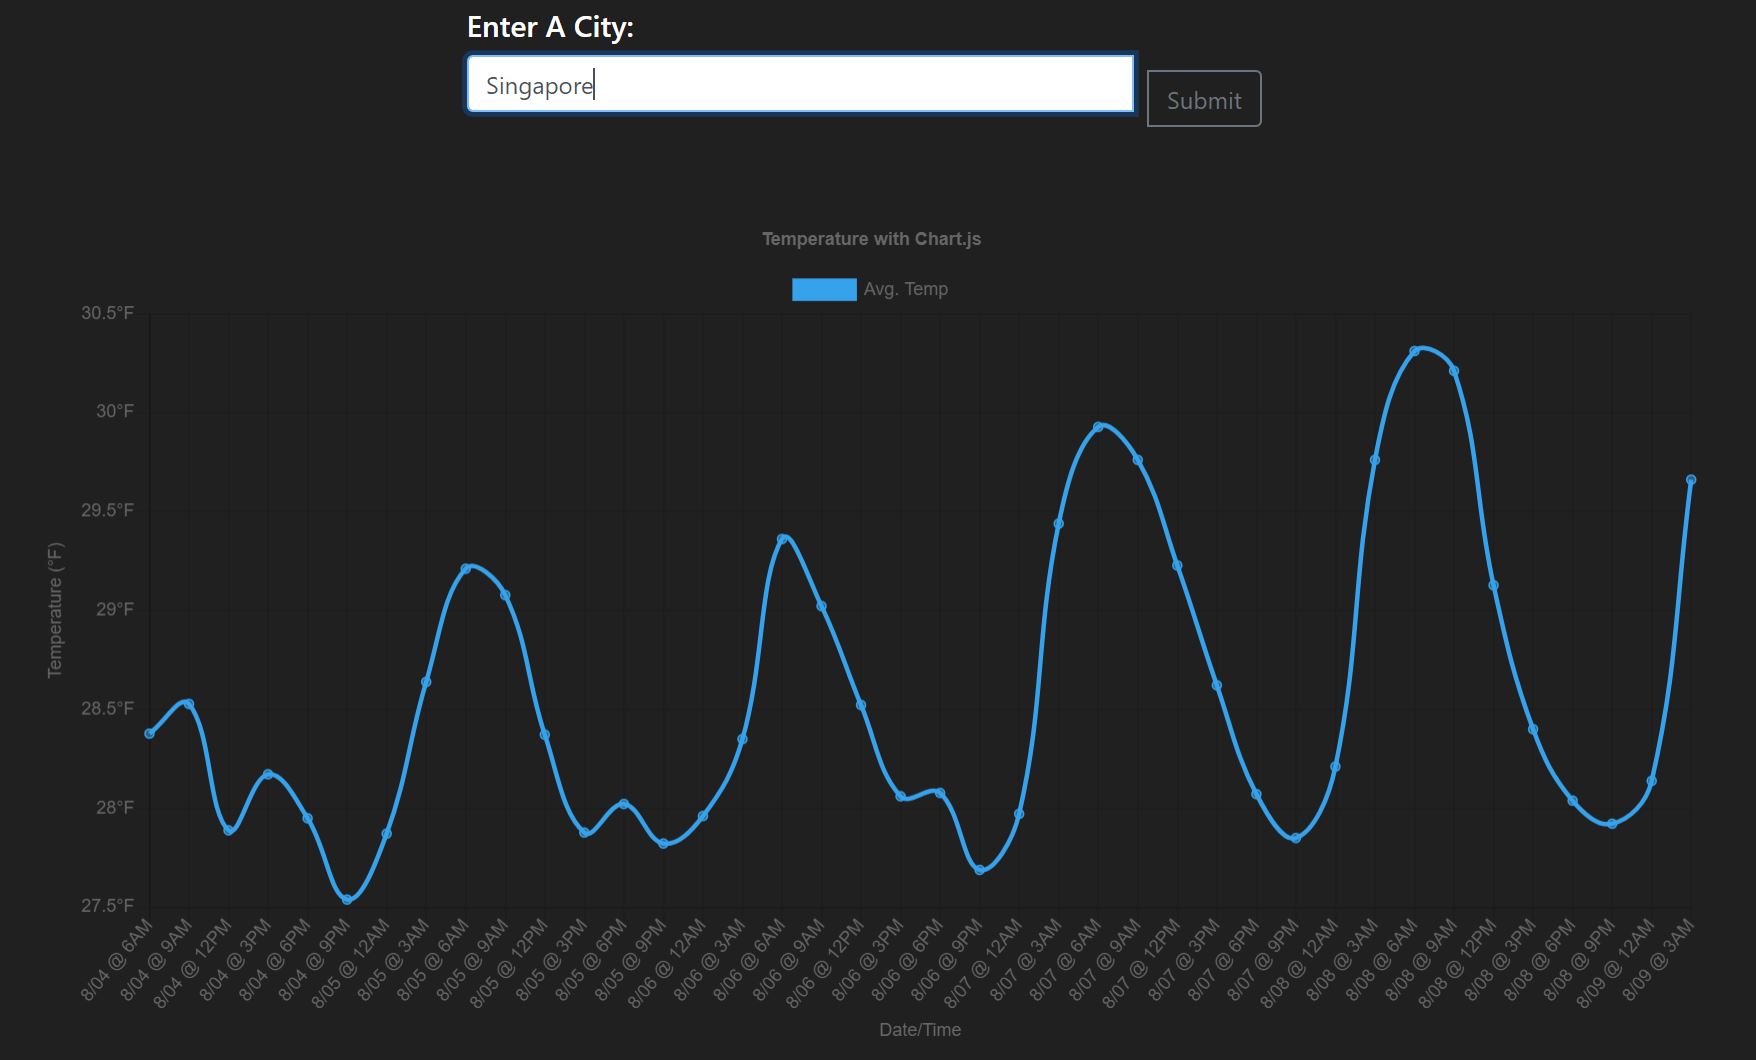 Enter A City:
Singapore
Submit
Temperature with Chart.js
Avg. Temp
30.5°F
30°F
29.5°F
29°F
28.5°F
28°F
27.5°F
Temperature (°F)
8/04 @ 6AM
8/04 @ 9AM
8/04 @ 12PM
8/04 @ 3PM
8/04 @ 6PM
8/04 @ 9PM
8/05 @ 12AM
8/05 @ 3AM
8/05 @ 6AM
8/05 @ 9AM
8/05 @ 12PM
8/05 @ 3PM
8/05 @ 6PM
8/05 @ 9PM
8/06 @ 12AM
8/06 @ 3AM
8/06 @ 6AM
8/06 @ 9AM
8/06 @ 12PM
8/06 @ 3PM
8/06 @ 6PM
8/06 @ 9PM
8/07 @ 12AM
8/07 @ 3AM
8/07 @ 6AM
8/07 @ 9AM
8/07 @ 12PM
8/07 @ 3PM
8/07 @ 6PM
8/07 @ 9PM
8/08 @ 12AM
8/08 @ 3AM
8/08 @ 6AM
8/08 @ 9AM
8/08 @ 12PM
8/08 @ 3PM
8/08 @ 6PM
8/08 @ 9PM
8/09 @ 12AM
8/09 @ 3AM
Date/Time